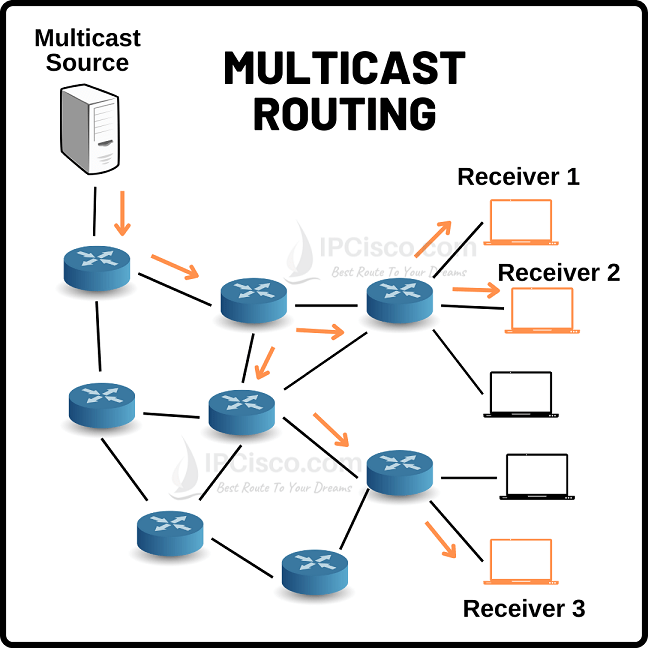 Multicast
Source
MULTICAST
ROUTING
Receiver 1
IPCisco.com
Best Route To Your Dreams
Receiver 2
IPCisco.com
Best Route To Your Dreams
Receiver 3